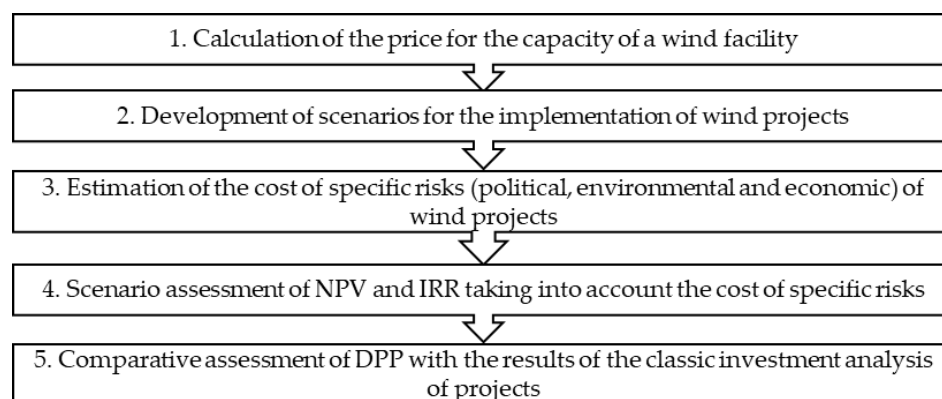 1. Calculation of the price for the capacity of a wind facility
2. Development of scenarios for the implementation of wind projects
3. Estimation of the cost of specific risks (political, environmental and economic) of
wind projects
4. Scenario assessment of NPV and IRR taking into account the cost of specific risks
5. Comparative assessment of DPP with the results of the classic investment analysis
of projects